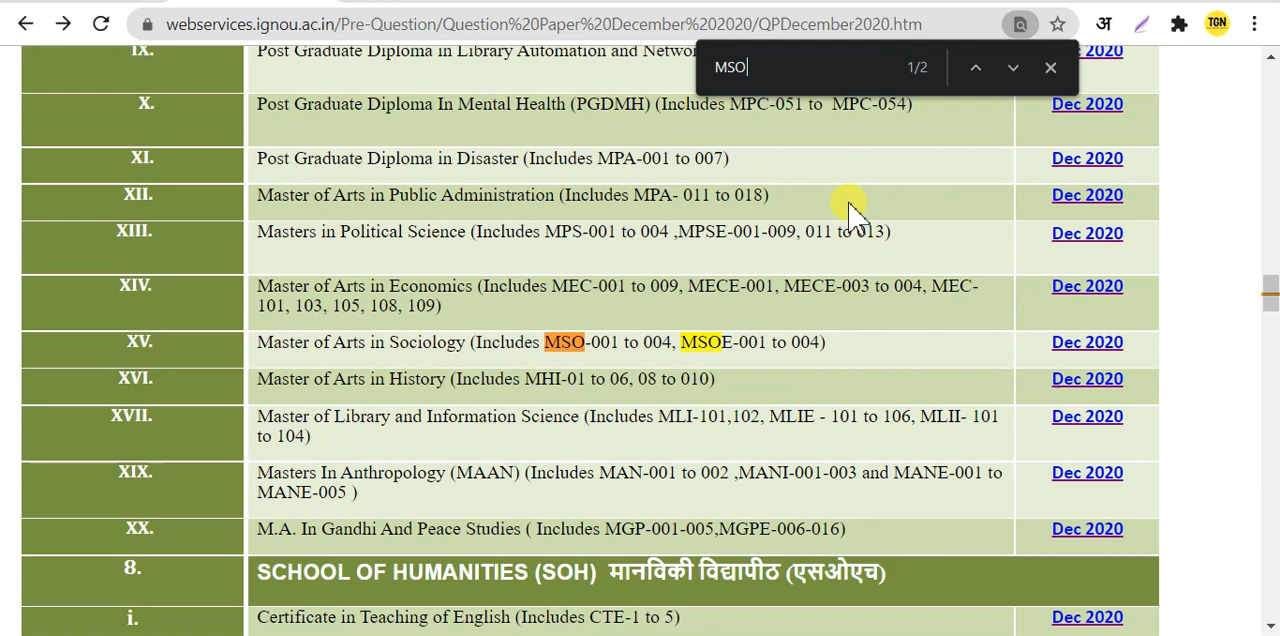 webservices.ignou.ac.in/Pre-Question/Question%20Paper%20December%202020/QPDecember2020.htm
अ
TGN
MSO 1/2
IX. Post Graduate Diploma in Library Automation and Netwo
c 2020
X. Post Graduate Diploma In Mental Health (PGDMH) (Includes MPC-051 to MPC-054) Dec 2020
XI. Post Graduate Diploma in Disaster (Includes MPA-001 to 007) Dec 2020
XII. Master of Arts in Public Administration (Includes MPA- 011 to 018) Dec 2020
XIII. Masters in Political Science (Includes MPS-001 to 004 ,MPSE-001-009, 011 to 013) Dec 2020
XIV. Master of Arts in Economics (Includes MEC-001 to 009, MECE-001, MECE-003 to 004, MEC- Dec 2020
101, 103, 105, 108, 109)
XV. Master of Arts in Sociology (Includes MSO-001 to 004, MSOE-001 to 004) Dec 2020
XVI. Master of Arts in History (Includes MHI-01 to 06, 08 to 010) Dec 2020
XVII. Master of Library and Information Science (Includes MLI-101,102, MLIE - 101 to 106, MLII- 101 Dec 2020
to 104)
XIX. Masters In Anthropology (MAAN) (Includes MAN-001 to 002 ,MANI-001-003 and MANE-001 to Dec 2020
MANE-005 )
XX. M.A. In Gandhi And Peace Studies ( Includes MGP-001-005,MGPE-006-016) Dec 2020
8. SCHOOL OF HUMANITIES (SOH) मानविकी विद्यापीठ (एसओएच)
i. Certificate in Teaching of English (Includes CTE-1 to 5) Dec 2020